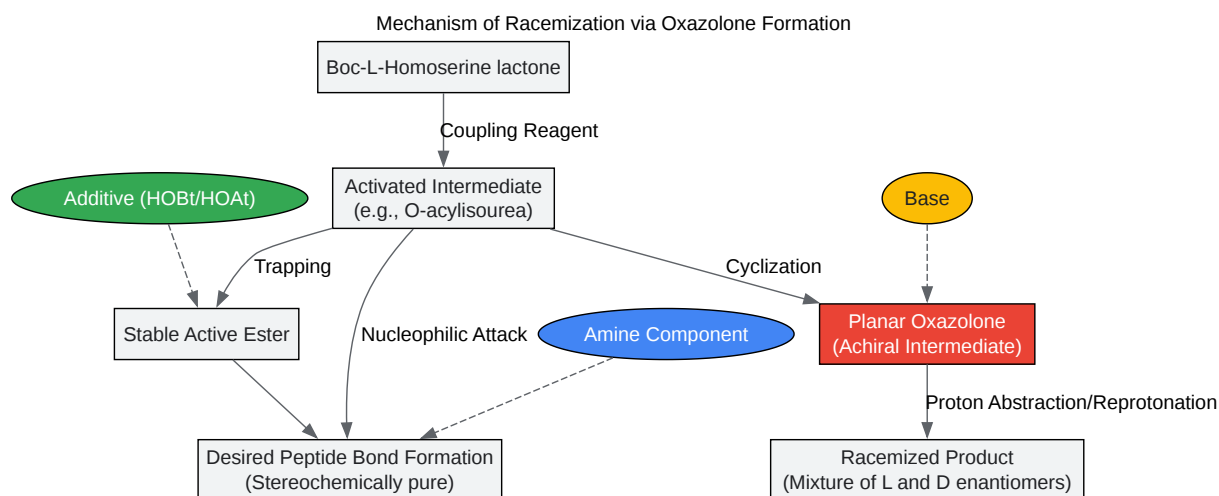 Mechanism of Racemization via Oxazolone Formation
Boc-L-Homoserine lactone
Coupling Reagent
Additive (HOBt/HOAt)
Activated Intermediate
(e.g., O-acylisourea)
Base
Trapping
Cyclization
Stable Active Ester
Nucleophilic Attack
Amine Component
Planar Oxazolone
(Achiral Intermediate)
Proton Abstraction/Reprotonation
Desired Peptide Bond Formation
(Stereochemically pure)
Racemized Product
(Mixture of L and D enantiomers)